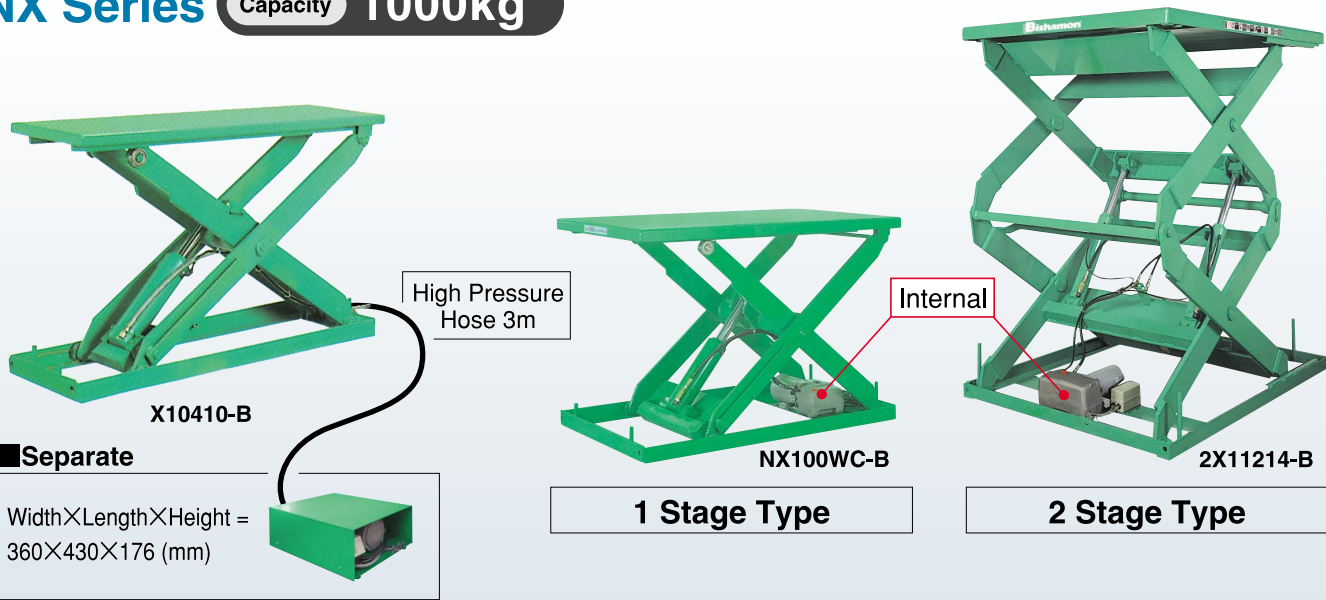 NX Series Capacity 1000kg
Bishamon
High Pressure
Hose 3m
Internal
X10410-B
NX100WC-B
2X11214-B
■Separate
Width×Length×Height =
360×430×176 (mm)
1 Stage Type
2 Stage Type